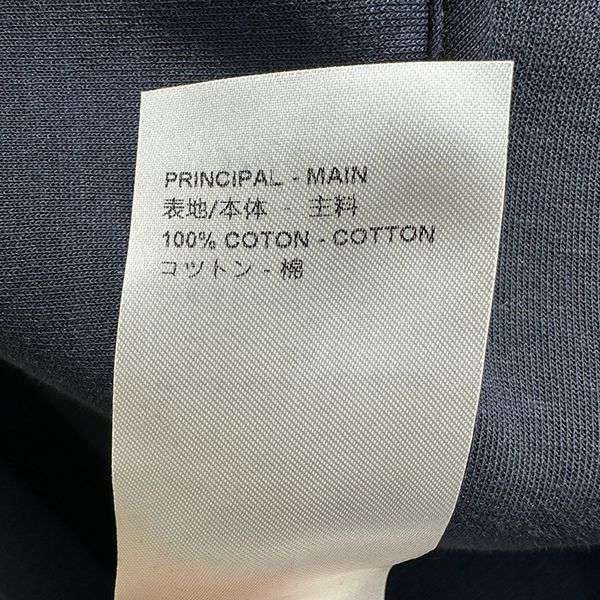 PRINCIPAL - MAIN
表地/本体 - 主料
100% COTON - COTTON
コットン - 棉